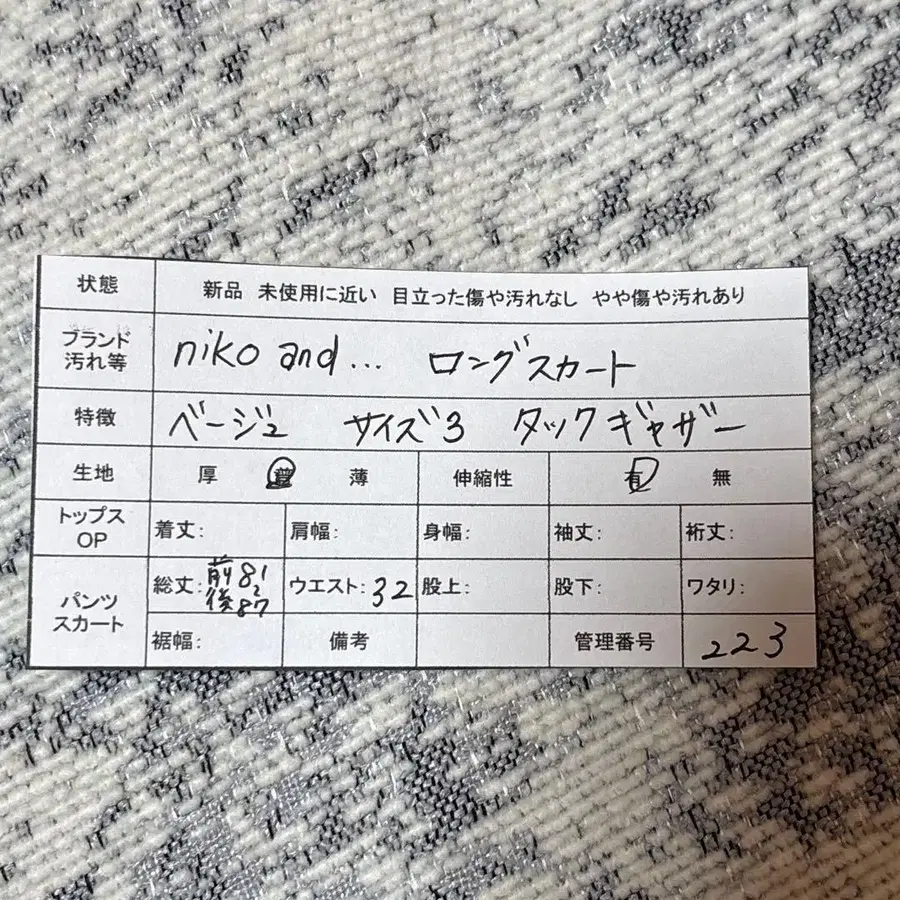 状態 新品 未使用に近い 目立った傷や汚れなし やや傷や汚れあり
ブランド
汚れ等 niko and... ロングスカート
特徴 ベージュ サイズ3 タックギャザー
生地 厚 普 薄 伸縮性 有 無
トップス
OP 着丈: 肩幅: 身幅: 袖丈: 裄丈:
パンツ
スカート 総丈: 前81
後87 ウエスト: 32 股上: 股下: ワタリ:
裾幅: 備考 管理番号 223